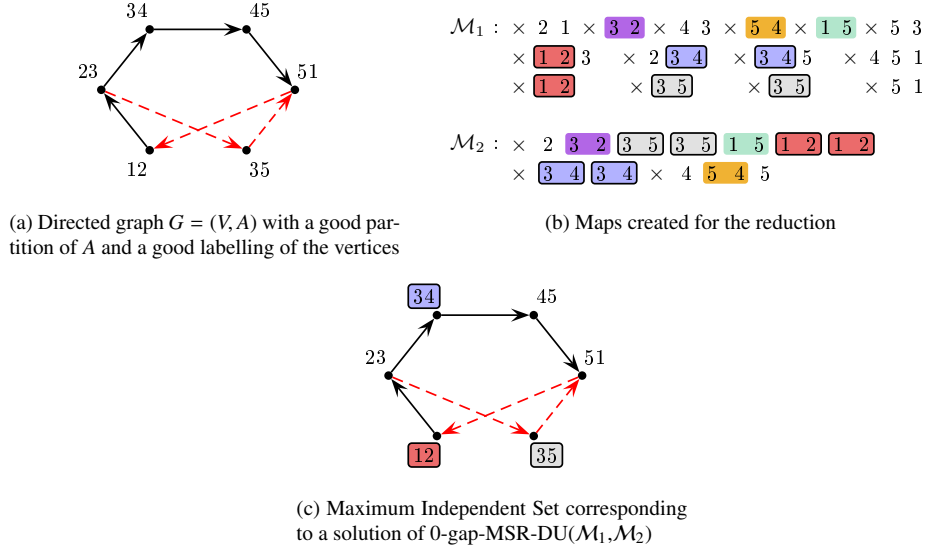 34 45
23 51
12 35
(a) Directed graph G = (V, A) with a good par-
tition of A and a good labelling of the vertices
M₁ : × 2 1 × 3 2 × 4 3 × 5 4 × 1 5 × 5 3
× 1 2 3 × 2 3 4 × 3 4 5 × 4 5 1
× 1 2 × 3 5 × 3 5 × 5 1
M₂ : × 2 3 2 3 5 3 5 1 5 1 2 1 2
× 3 4 3 4 × 4 5 4 5
(b) Maps created for the reduction
34 45
23 51
12 35
(c) Maximum Independent Set corresponding
to a solution of 0-gap-MSR-DU(M₁,M₂)